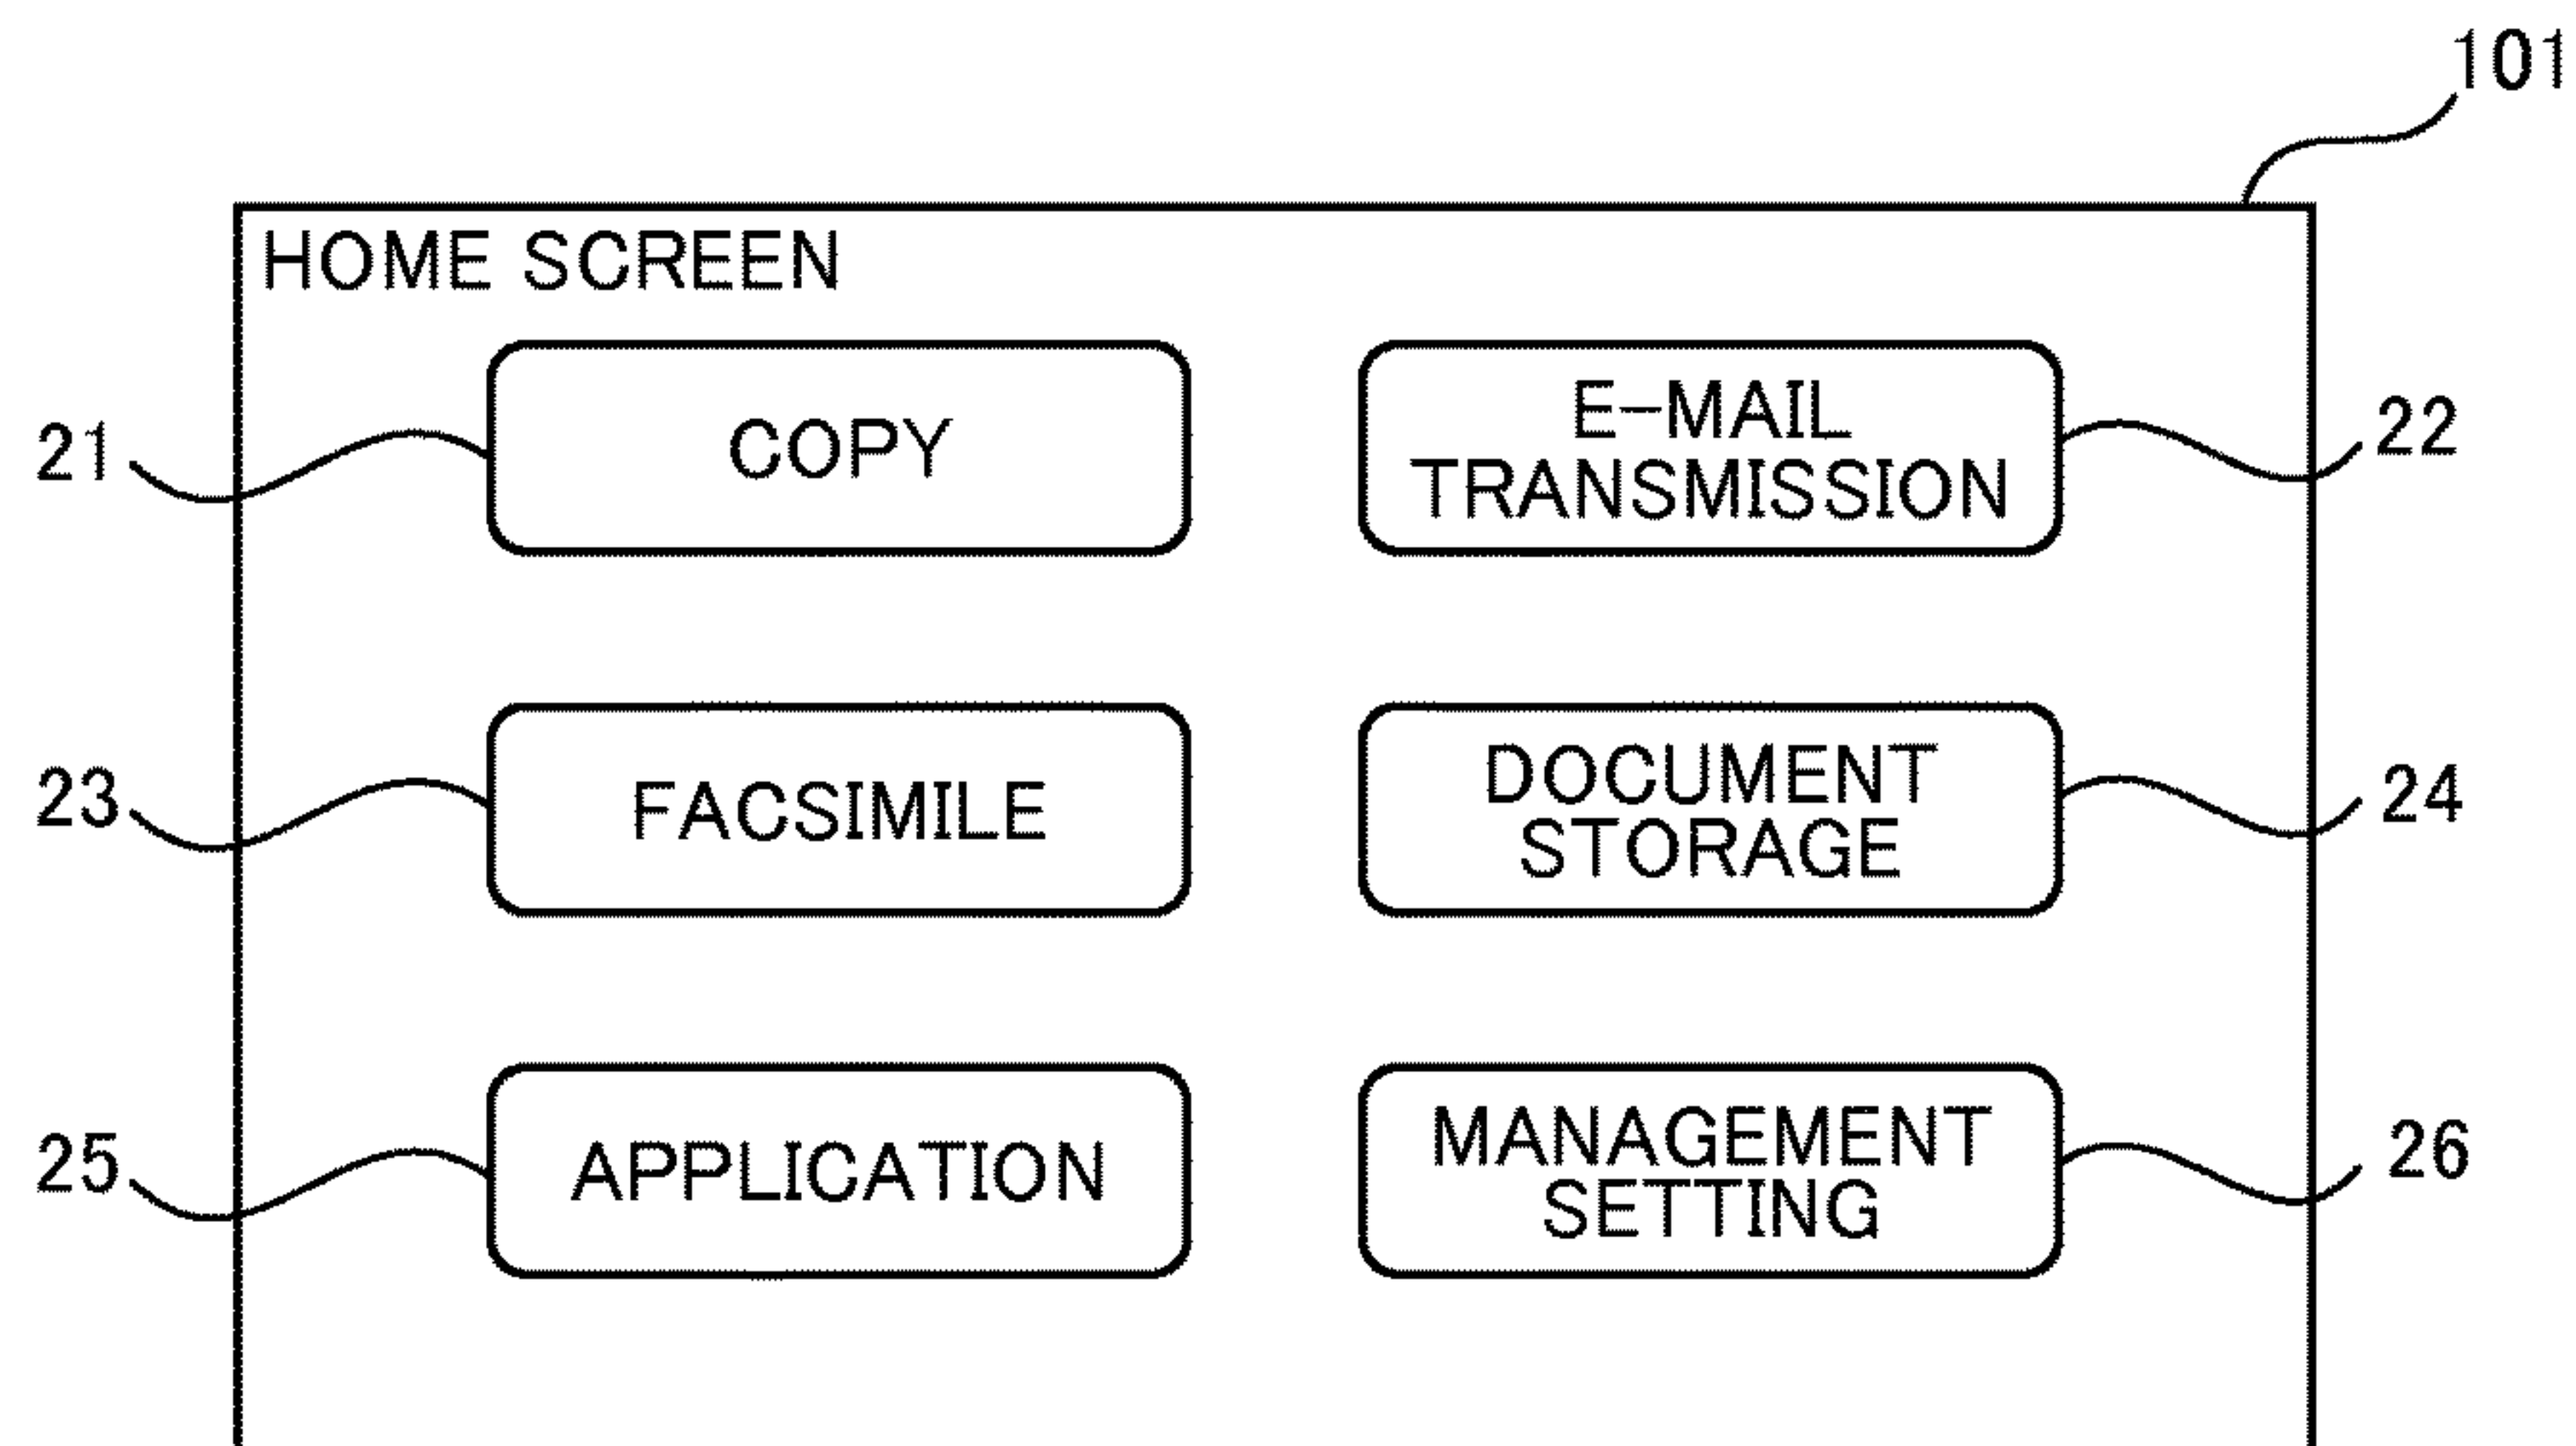 101
HOME SCREEN
21
COPY
E-MAIL
TRANSMISSION
22
23
FACSIMILE
DOCUMENT
STORAGE
24
25
APPLICATION
MANAGEMENT
SETTING
26